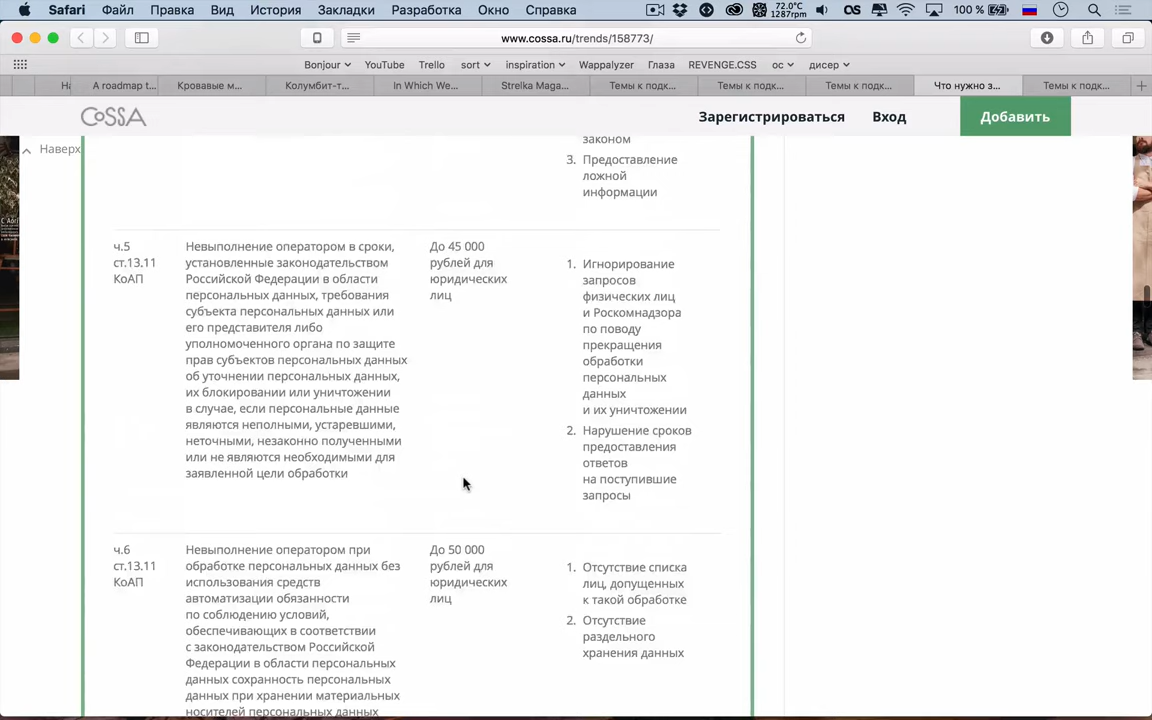 Safari Файл Правка Вид История Закладки Разработка Окно Справка 72.0°C 1287rpm OS 100 %
www.cossa.ru/trends/158773/
Bonjour YouTube Trello sort inspiration Wappalyzer Глаза REVENGE.CSS ос дисер
На A roadmap t... Кровавые м... Колумбит-т... In Which We... Strelka Maga... Темы к подк... Темы к подк... Темы к подк... Что нужно з... Темы к подк...
COSSA Зарегистрироваться Вход Добавить
Наверх
законом
3. Предоставление
ложной
информации
ч.5
ст.13.11
КоАП
Невыполнение оператором в сроки,
установленные законодательством
Российской Федерации в области
персональных данных, требования
субъекта персональных данных или
его представителя либо
уполномоченного органа по защите
прав субъектов персональных данных
об уточнении персональных данных,
их блокировании или уничтожении
в случае, если персональные данные
являются неполными, устаревшими,
неточными, незаконно полученными
или не являются необходимыми для
заявленной цели обработки
До 45 000
рублей для
юридических
лиц
1. Игнорирование
запросов
физических лиц
и Роскомнадзора
по поводу
прекращения
обработки
персональных
данных
и их уничтожении
2. Нарушение сроков
предоставления
ответов
на поступившие
запросы
ч.6
ст.13.11
КоАП
Невыполнение оператором при
обработке персональных данных без
использования средств
автоматизации обязанности
по соблюдению условий,
обеспечивающих в соответствии
с законодательством Российской
Федерации в области персональных
данных сохранность персональных
данных при хранении материальных
носителей персональных данных
До 50 000
рублей для
юридических
лиц
1. Отсутствие списка
лиц, допущенных
к такой обработке
2. Отсутствие
раздельного
хранения данных